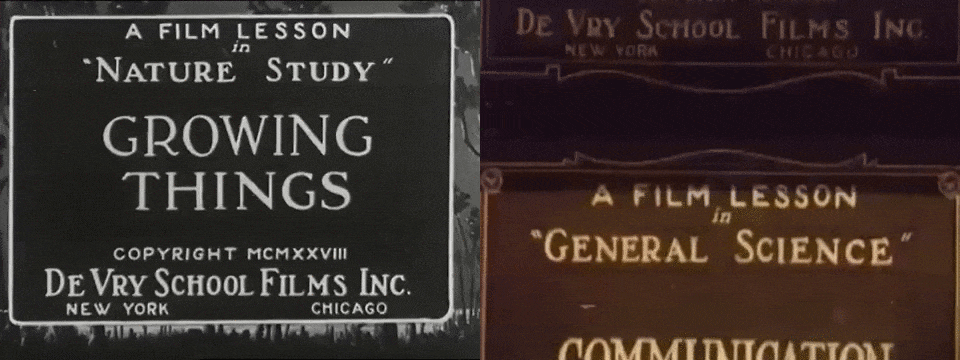 A FILM LESSON
in
"NATURE STUDY"
GROWING
THINGS
COPYRIGHT MCMXXVIII
DE VRY SCHOOL FILMS INC.
NEW YORK CHICAGO
DE VRY SCHOOL FILMS INC.
NEW YORK CHICAGO
A FILM LESSON
in
"GENERAL SCIENCE"
COMMUNICATION